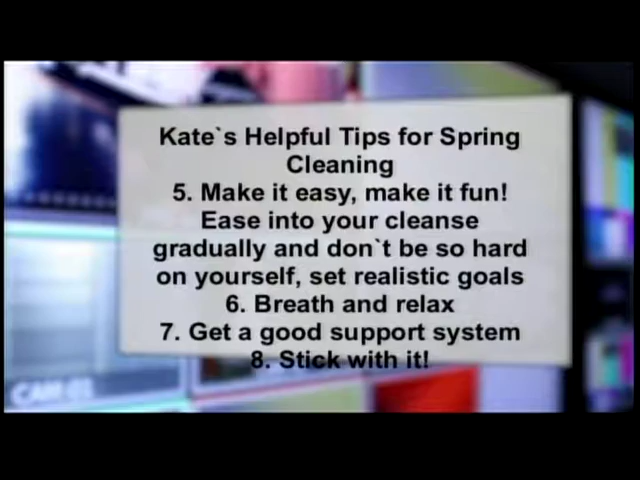 Kate`s Helpful Tips for Spring
Cleaning
5. Make it easy, make it fun!
Ease into your cleanse
gradually and don`t be so hard
on yourself, set realistic goals
6. Breath and relax
7. Get a good support system
8. Stick with it!